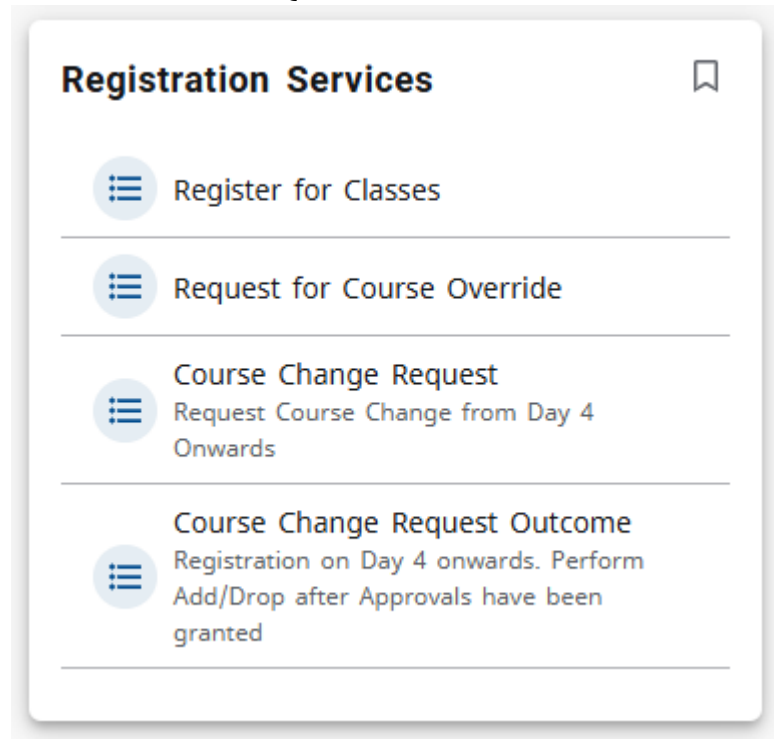 Registration Services
Register for Classes
Request for Course Override
Course Change Request
Request Course Change from Day 4
Onwards
Course Change Request Outcome
Registration on Day 4 onwards. Perform
Add/Drop after Approvals have been
granted